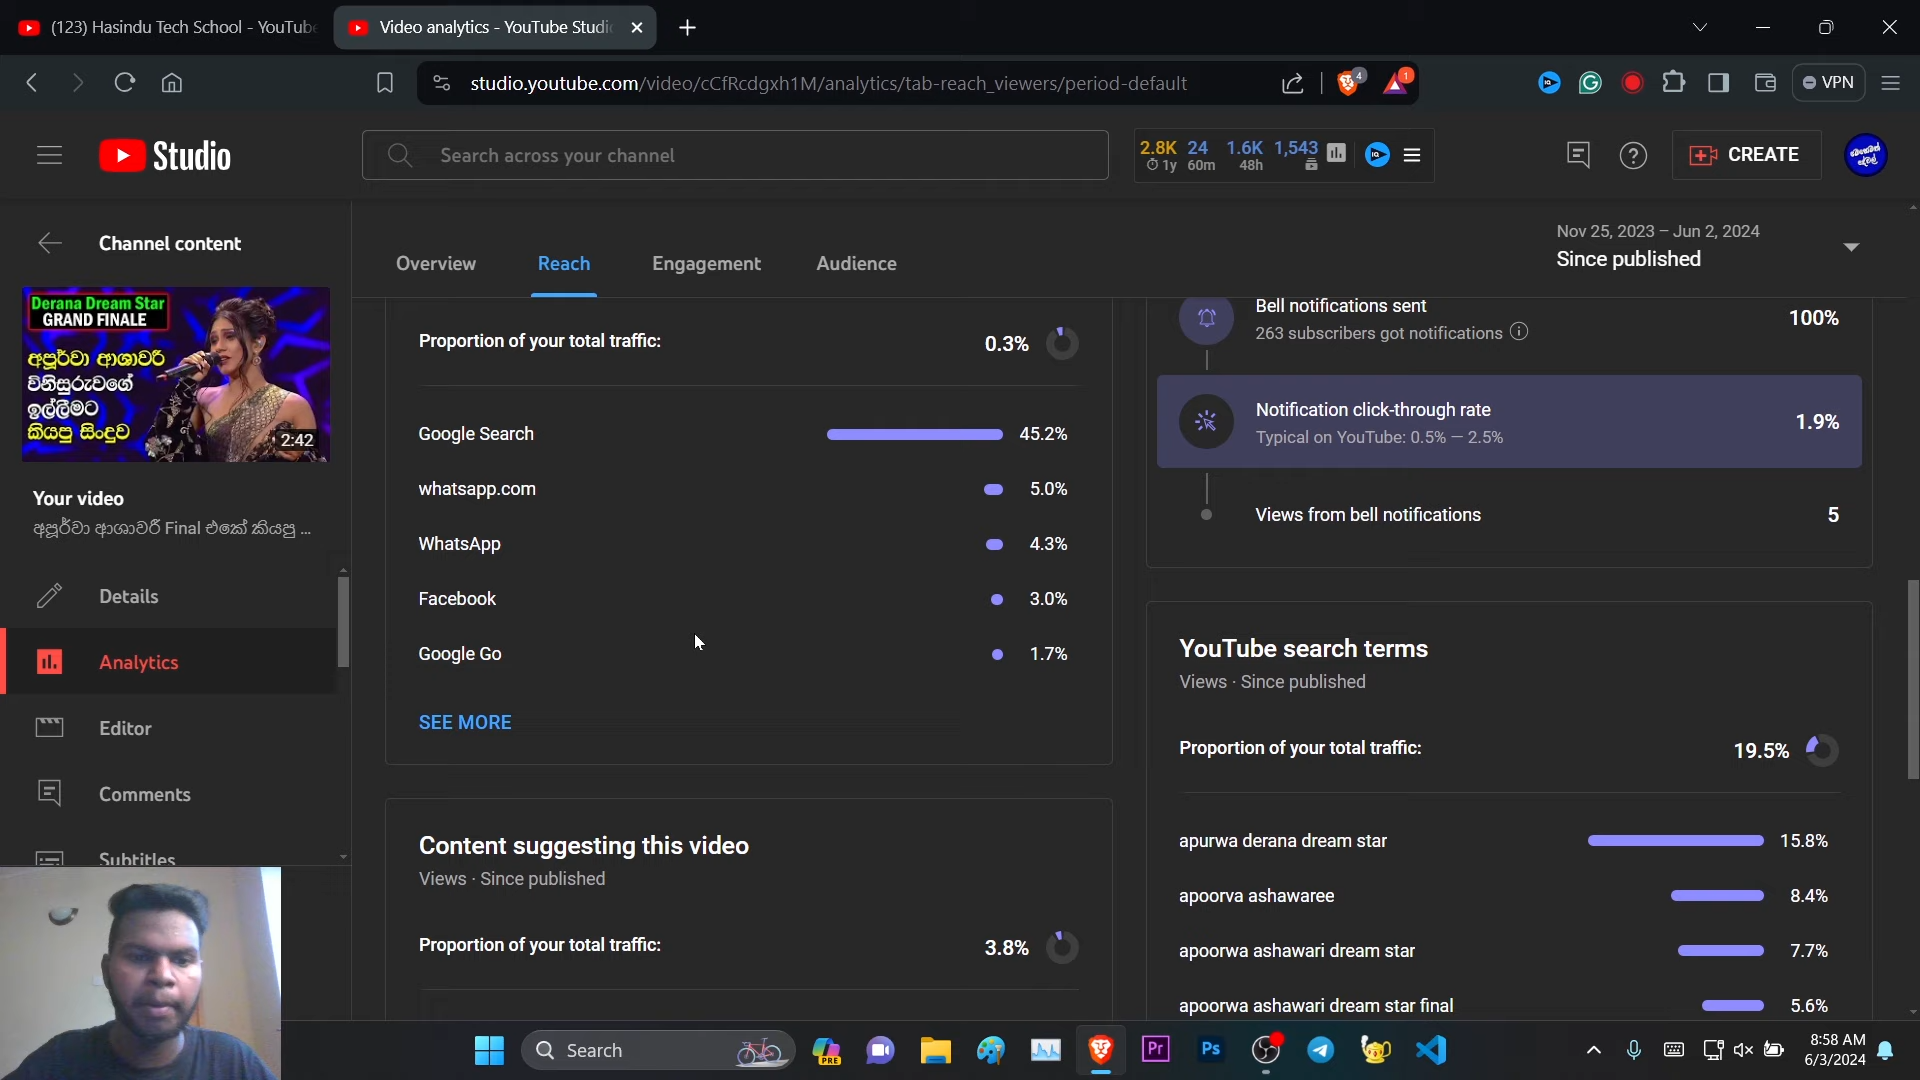 (123) Hasindu Tech School - YouTube
Video analytics - YouTube Studi
studio.youtube.com/video/cCfRcdgxh1M/analytics/tab-reach_viewers/period-default
4
1
VPN
Studio
Search across your channel
2.8K 24 1.6K 1,543
1y 60m 48h
CREATE
Channel content
Overview
Reach
Engagement
Audience
Nov 25, 2023 – Jun 2, 2024
Since published
Derana Dream Star
GRAND FINALE
අපූර්වා ආශාවරී
විනිසුරුවගේ
ඉල්ලීමට
කියපු සිංදුව
2:42
Your video
අපූර්වා ආශාවරී Final එකේ කියපු ...
Details
Analytics
Editor
Comments
Subtitles
Proportion of your total traffic:
0.3%
Google Search
45.2%
whatsapp.com
5.0%
WhatsApp
4.3%
Facebook
3.0%
Google Go
1.7%
SEE MORE
Content suggesting this video
Views · Since published
Proportion of your total traffic:
3.8%
Bell notifications sent
263 subscribers got notifications
100%
Notification click-through rate
Typical on YouTube: 0.5% — 2.5%
1.9%
Views from bell notifications
5
YouTube search terms
Views · Since published
Proportion of your total traffic:
19.5%
apurwa derana dream star
15.8%
apoorva ashawaree
8.4%
apoorwa ashawari dream star
7.7%
apoorwa ashawari dream star final
5.6%
Search
PRE
Pr
Ps
8:58 AM
6/3/2024